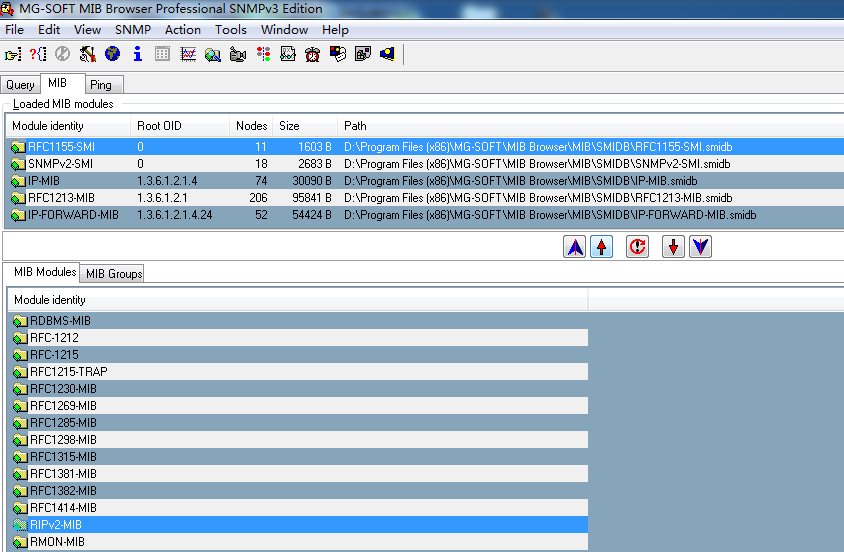 MG-SOFT MIB Browser Professional SNMPv3 Edition
File Edit View SNMP Action Tools Window Help
Query MIB Ping
Loaded MIB modules
Module identity Root OID Nodes Size Path
RFC1155-SMI 0 11 1603 B D:\Program Files (x86)\MG-SOFT\MIB Browser\MIB\SMIDB\RFC1155-SMI.smidb
SNMPv2-SMI 0 18 2683 B D:\Program Files (x86)\MG-SOFT\MIB Browser\MIB\SMIDB\SNMPv2-SMI.smidb
IP-MIB 1.3.6.1.2.1.4 74 30090 B D:\Program Files (x86)\MG-SOFT\MIB Browser\MIB\SMIDB\IP-MIB.smidb
RFC1213-MIB 1.3.6.1.2.1 206 95841 B D:\Program Files (x86)\MG-SOFT\MIB Browser\MIB\SMIDB\RFC1213-MIB.smidb
IP-FORWARD-MIB 1.3.6.1.2.1.4.24 52 54424 B D:\Program Files (x86)\MG-SOFT\MIB Browser\MIB\SMIDB\IP-FORWARD-MIB.smidb
MIB Modules MIB Groups
Module identity
RDBMS-MIB
RFC-1212
RFC-1215
RFC1215-TRAP
RFC1230-MIB
RFC1269-MIB
RFC1285-MIB
RFC1298-MIB
RFC1315-MIB
RFC1381-MIB
RFC1382-MIB
RFC1414-MIB
RIPv2-MIB
RMON-MIB